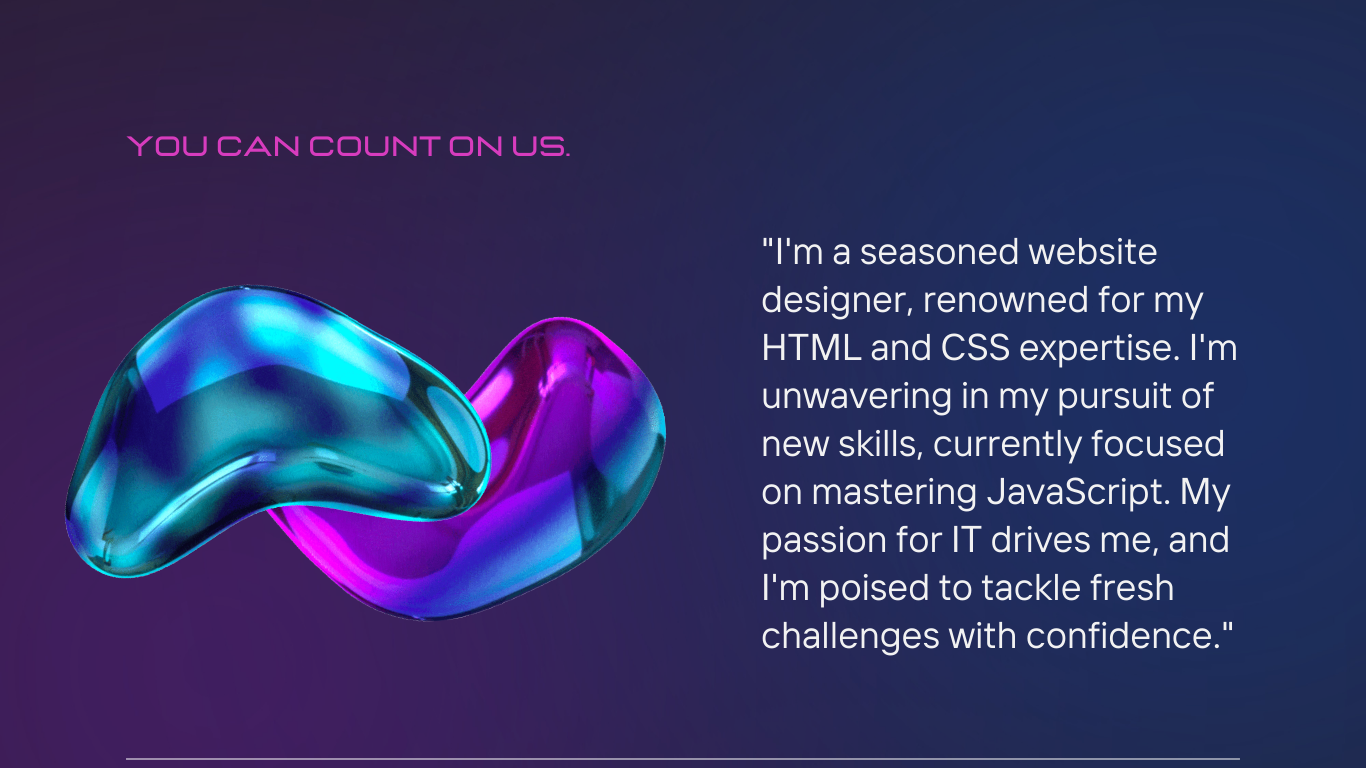 YOU CAN COUNT ON US.
"I'm a seasoned website
designer, renowned for my
HTML and CSS expertise. I'm
unwavering in my pursuit of
new skills, currently focused
on mastering JavaScript. My
passion for IT drives me, and
I'm poised to tackle fresh
challenges with confidence."